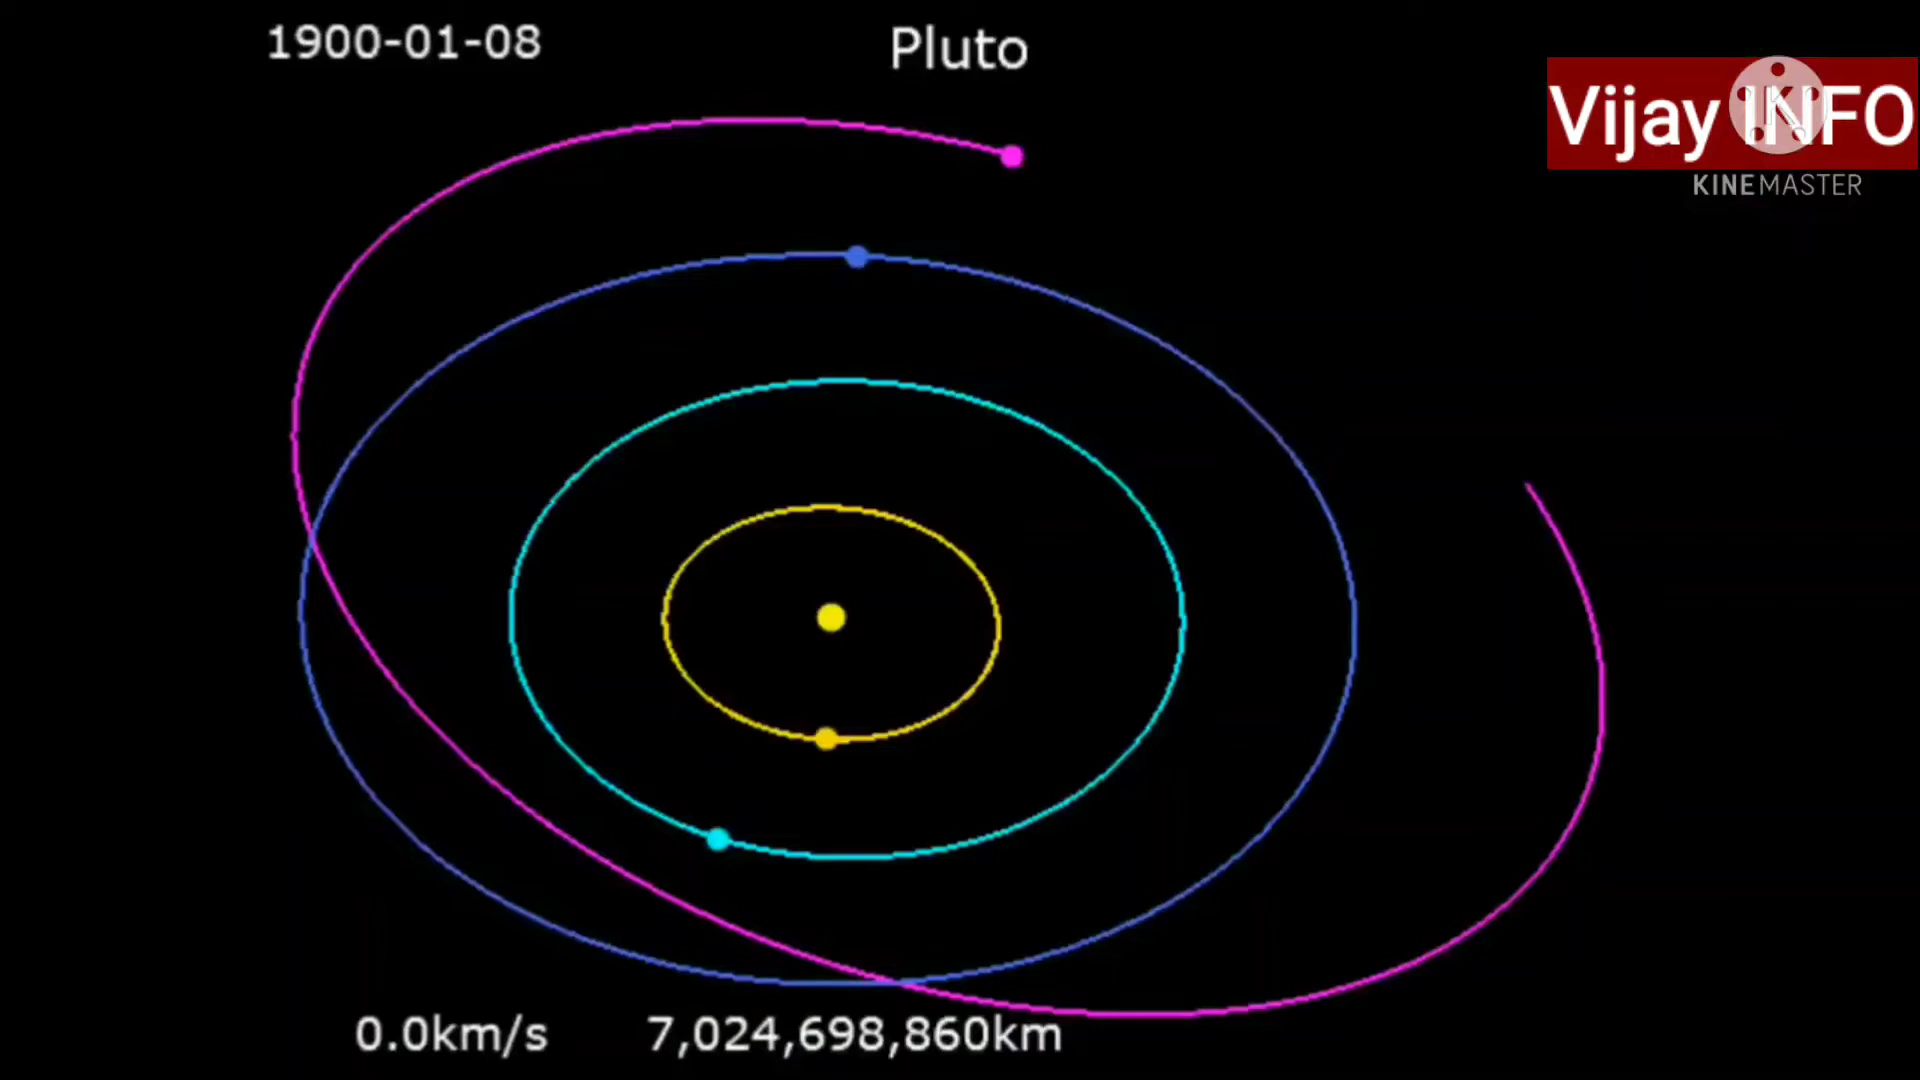 1900-01-08
Pluto
Vijay INFO
KINEMASTER
0.0km/s
7,024,698,860km